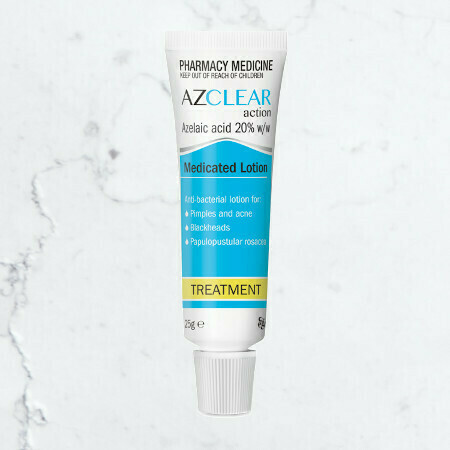 PHARMACY MEDICINE
KEEP OUT OF REACH OF CHILDREN
AZCLEAR
action
Azelaic acid 20% w/w
Medicated Lotion
Anti-bacterial lotion for:
Pimples and acne
Blackheads
Papulopustular rosacea
TREATMENT
25g e